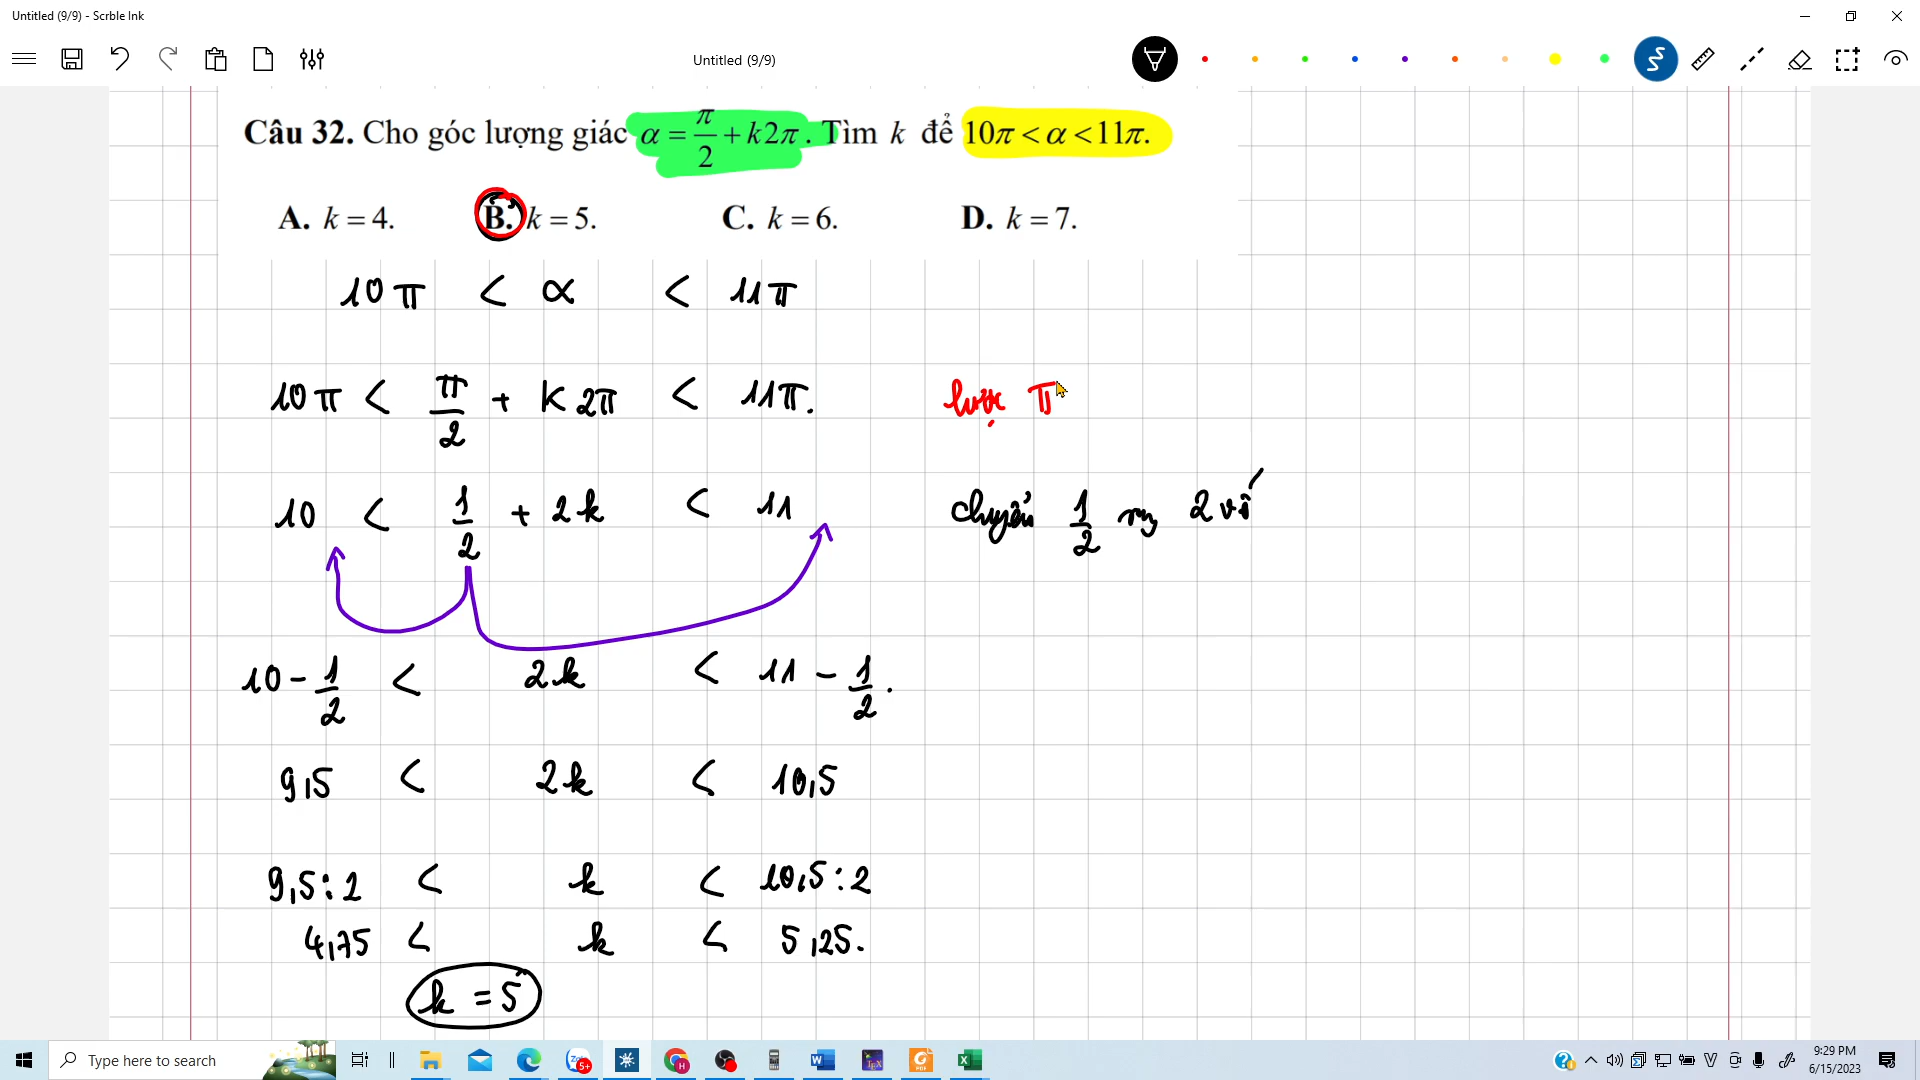 Untitled (9/9) - Scrble Ink
Untitled (9/9)
Câu 32. Cho góc lượng giác α = π/2 + k2π. Tìm k để 10π < α < 11π.
A. k = 4. B. k = 5. C. k = 6. D. k = 7.
10π < α < 11π
10π < π/2 + k2π < 11π. lược π
10 < 1/2 + 2k < 11 chuyển 1/2 2 vế
10 - 1/2 < 2k < 11 - 1/2.
9,5 < 2k < 10,5
9,5:2 < k < 10,5:2
4,75 < k < 5,25.
k = 5
Type here to search
5+
9:29 PM
6/15/2023